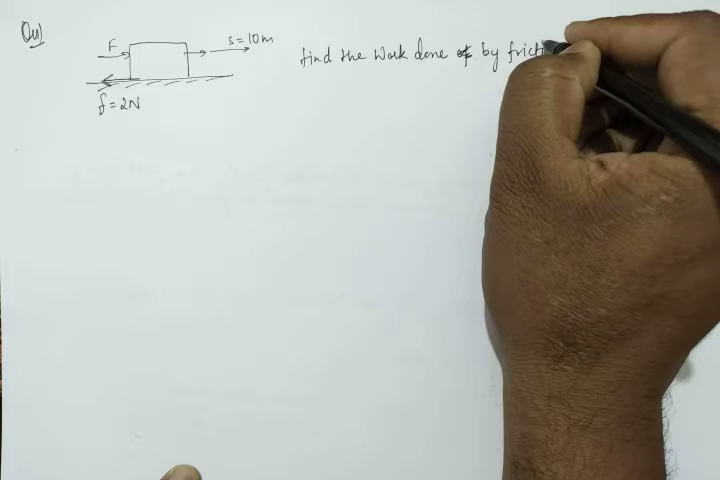 Qu)
F
s = 10m
f = 2N
find the Work done by